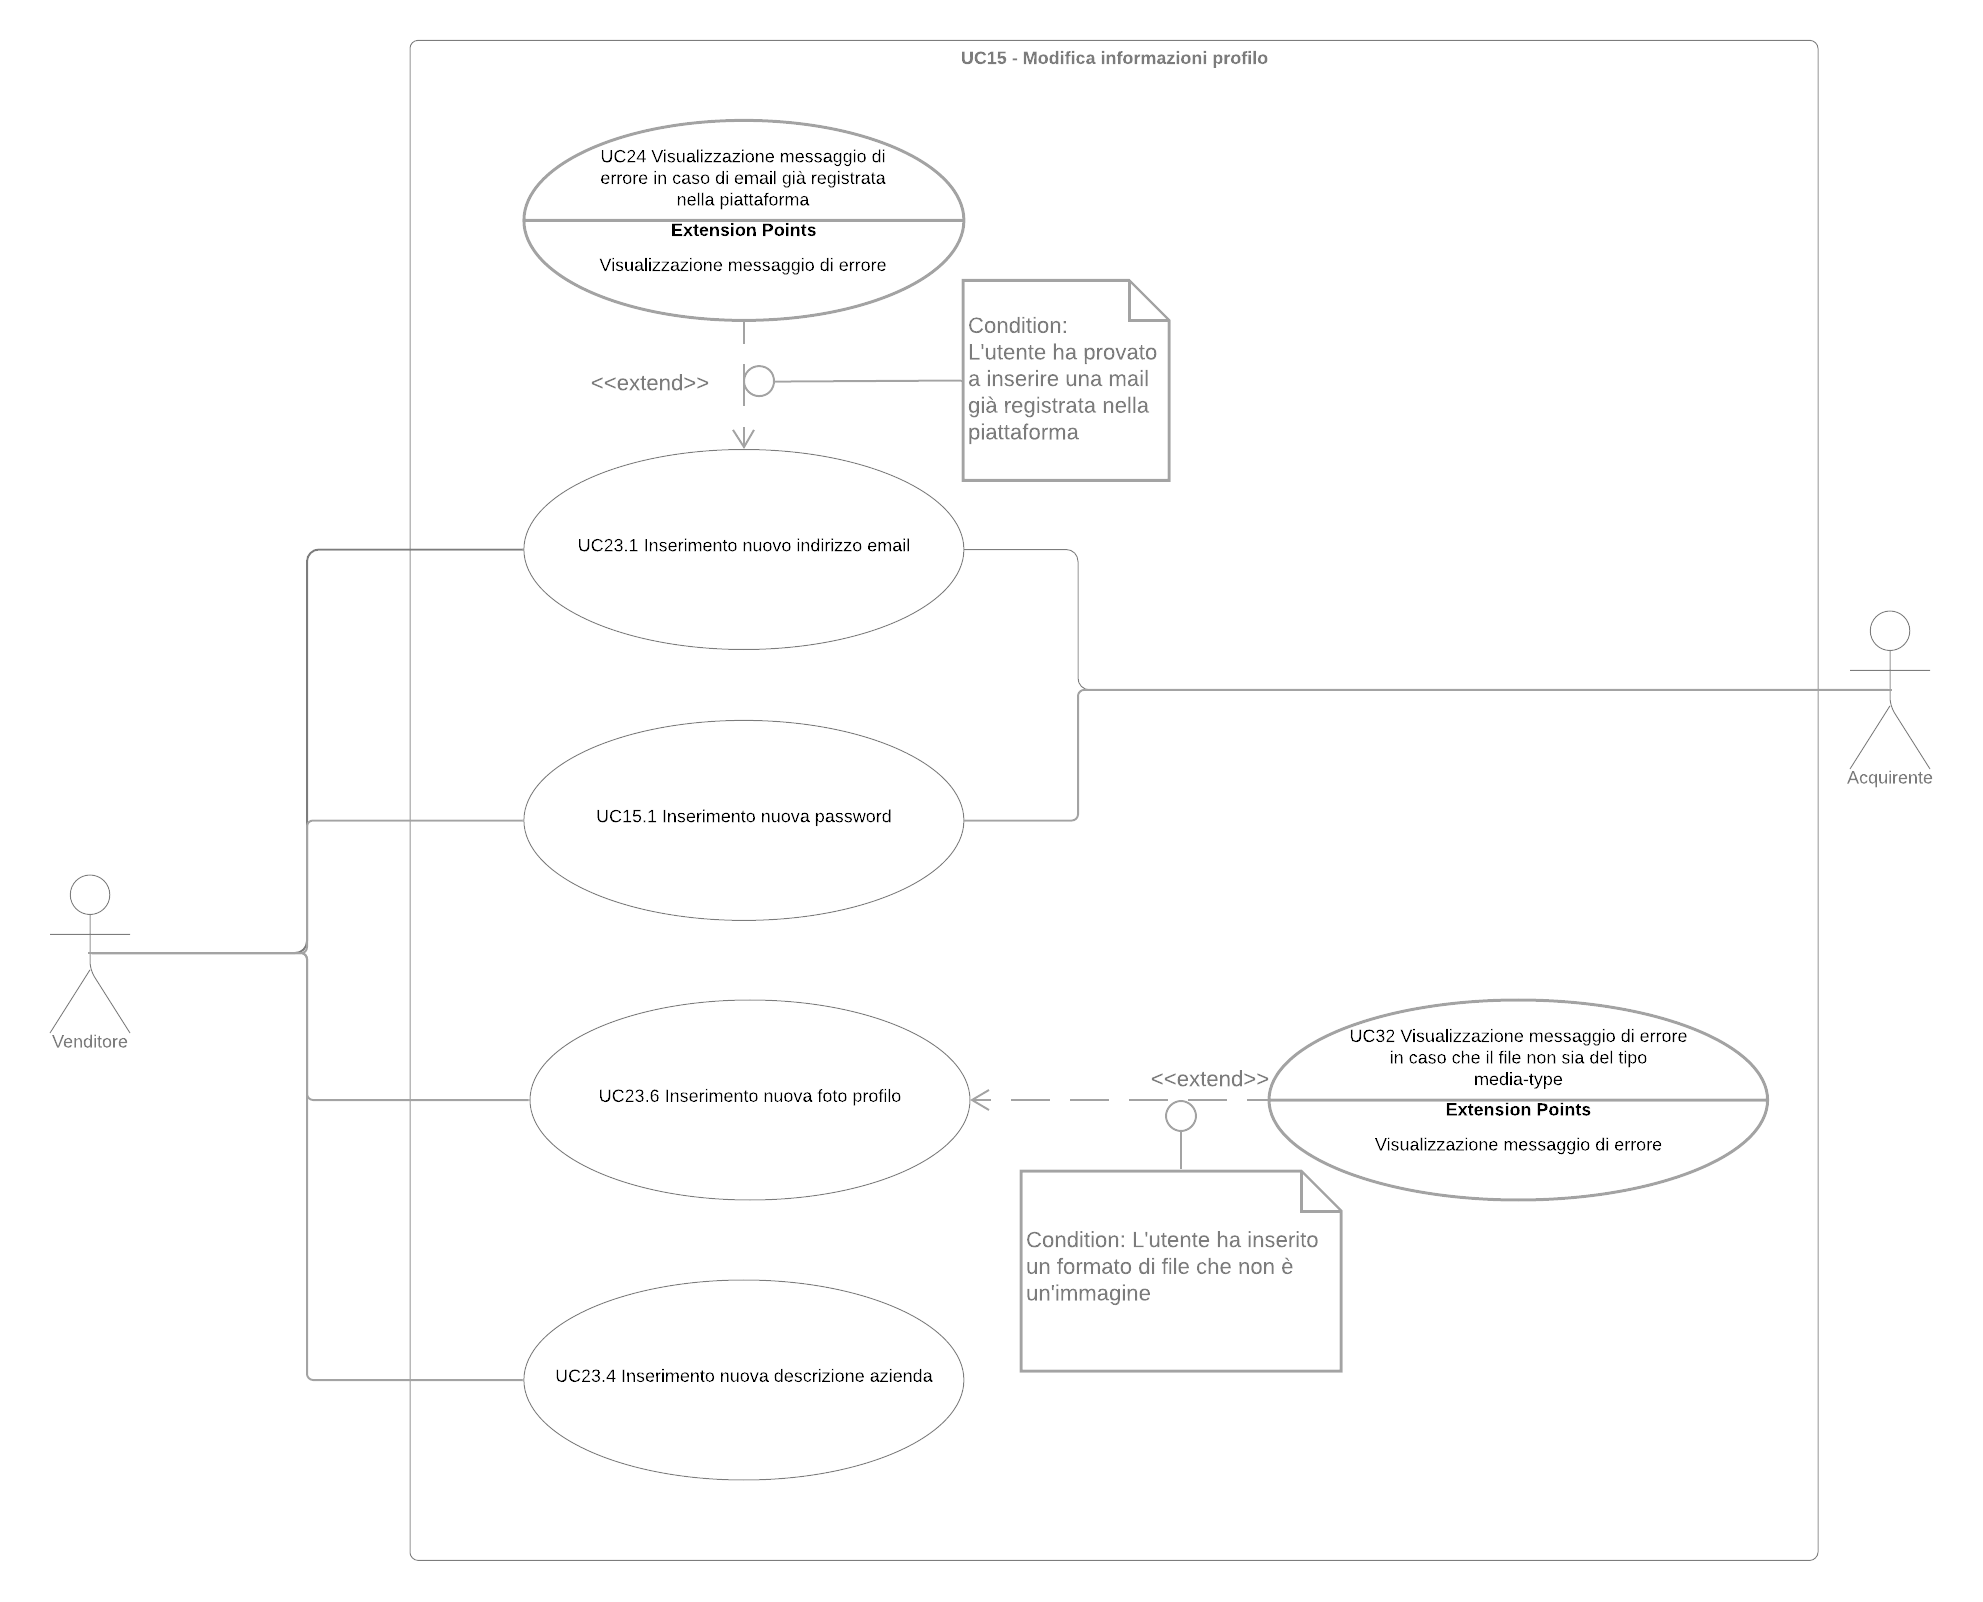 UC15 - Modifica informazioni profilo
UC24 Visualizzazione messaggio di
errore in caso di email già registrata
nella piattaforma
Extension Points
Visualizzazione messaggio di errore
<<extend>>
Condition:
L'utente ha provato
a inserire una mail
già registrata nella
piattaforma
UC23.1 Inserimento nuovo indirizzo email
Acquirente
UC15.1 Inserimento nuova password
Venditore
UC23.6 Inserimento nuova foto profilo
<<extend>>
UC32 Visualizzazione messaggio di errore
in caso che il file non sia del tipo
media-type
Extension Points
Visualizzazione messaggio di errore
Condition: L'utente ha inserito
un formato di file che non è
un'immagine
UC23.4 Inserimento nuova descrizione azienda